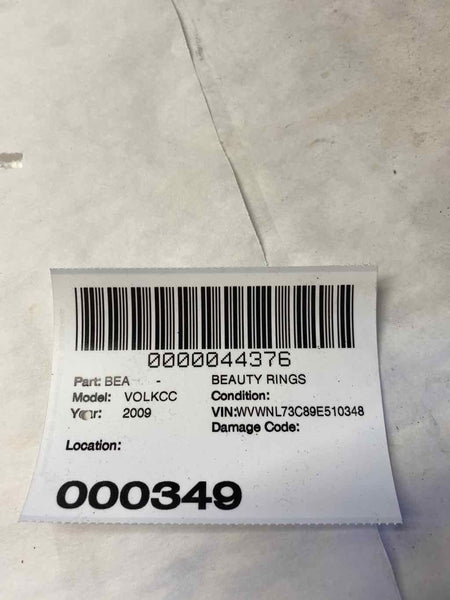 0000044376
Part: BEA - BEAUTY RINGS
Model: VOLKCC Condition:
Year: 2009 VIN:WVWNL73C89E510348
Damage Code:
Location:
000349